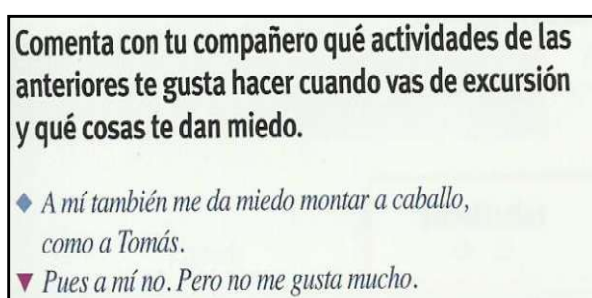 Comenta con tu compañero qué actividades de las
anteriores te gusta hacer cuando vas de excursión
y qué cosas te dan miedo.
A mí también me da miedo montar a caballo,
como a Tomás.
Pues a mí no. Pero no me gusta mucho.